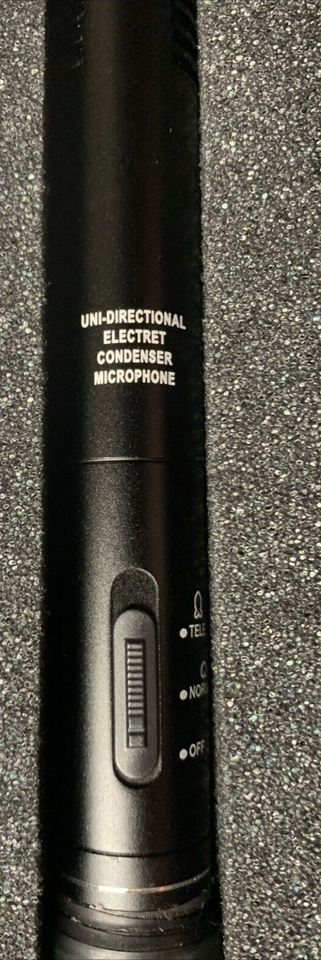 UNI-DIRECTIONAL
ELECTRET
CONDENSER
MICROPHONE
TELE
OFF